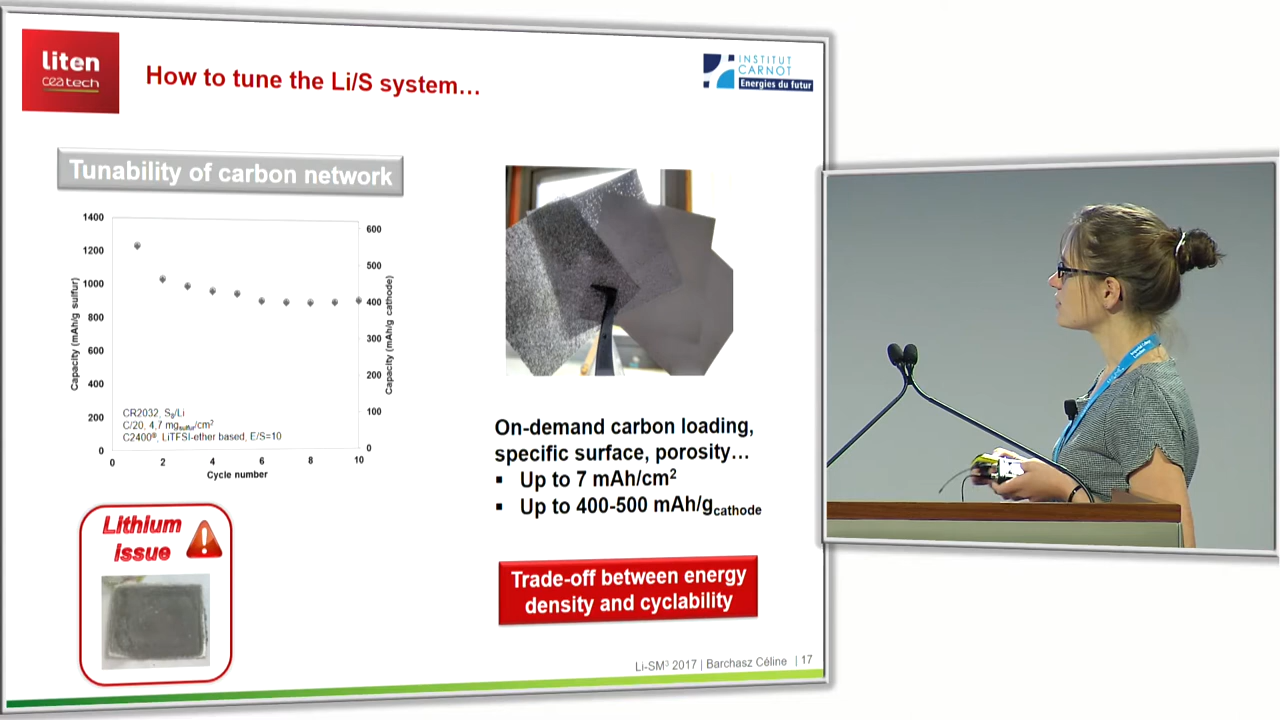 liten
ceatech
How to tune the Li/S system…
INSTITUT
CARNOT
Energies du futur
Tunability of carbon network
1400
1200
1000
800
600
400
200
0
Capacity (mAh/g sulfur)
600
500
400
300
200
100
0
Capacity (mAh/g cathode)
CR2032, S8/Li
C/20, 4,7 mgsulfur/cm²
C2400®, LiTFSI-ether based, E/S=10
0 2 4 6 8 10
Cycle number
On-demand carbon loading,
specific surface, porosity…
▪ Up to 7 mAh/cm²
▪ Up to 400-500 mAh/gcathode
Lithium
issue
Trade-off between energy
density and cyclability
Li-SM³ 2017 | Barchasz Céline | 17